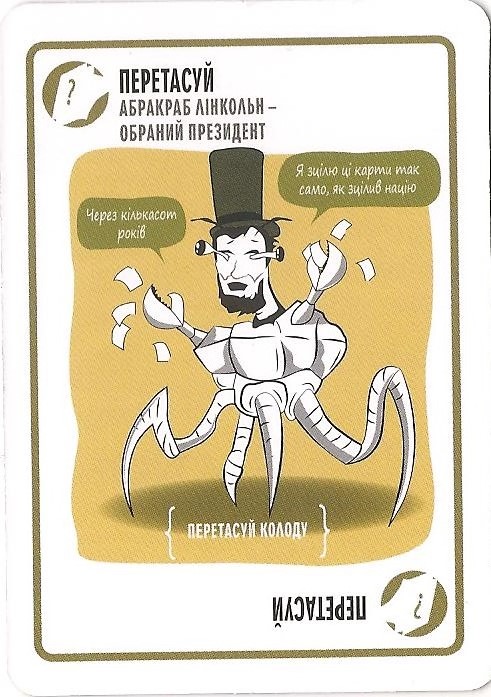 ?
ПЕРЕТАСУЙ
АБРАКРАБ ЛІНКОЛЬН –
ОБРАНИЙ ПРЕЗИДЕНТ
Я зцілю ці карти так
само, як зцілив націю
Через кількасот
років
{ ПЕРЕТАСУЙ КОЛОДУ }
ПЕРЕТАСУЙ
?